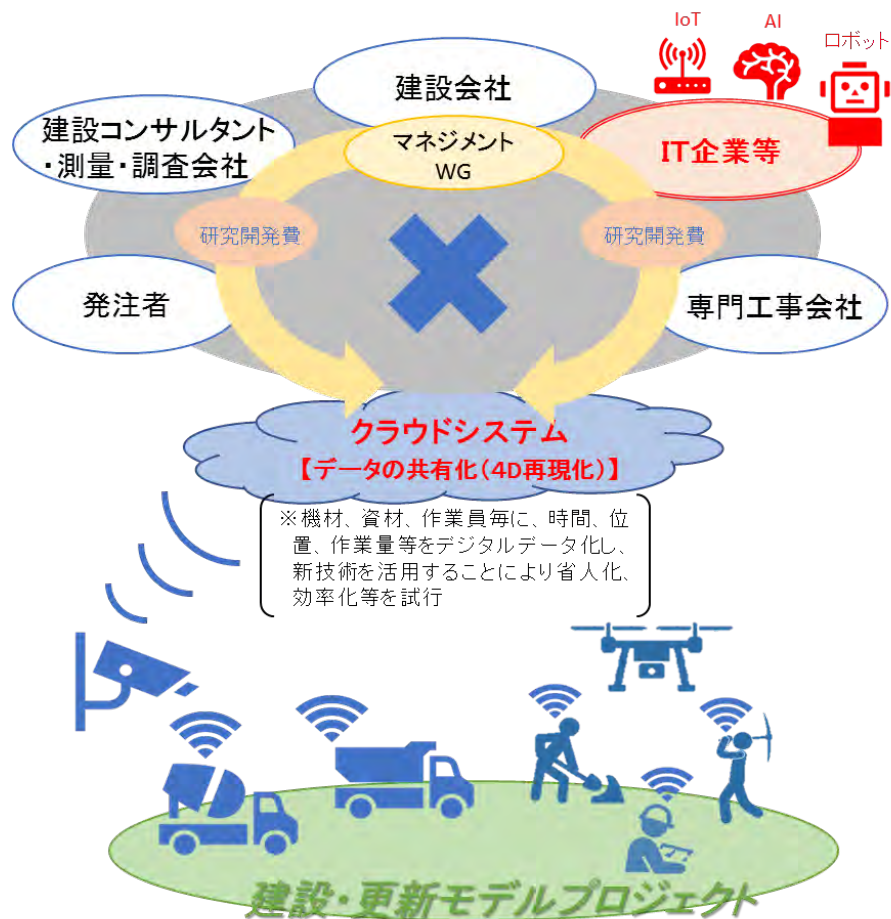 IoT
AI
ロボット
建設会社
建設コンサルタント
・測量・調査会社
マネジメント
WG
IT企業等
研究開発費
研究開発費
発注者
専門工事会社
クラウドシステム
【データの共有化(4D再現化)】
※機材、資材、作業員毎に、時間、位
置、作業量等をデジタルデータ化し、
新技術を活用することにより省人化、
効率化等を試行
建設・更新モデルプロジェクト